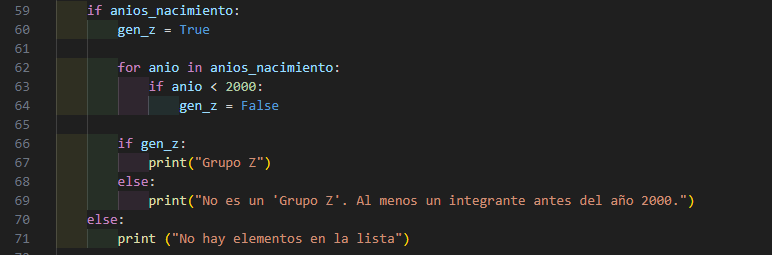 59 if anios_nacimiento:
60 gen_z = True
61
62 for anio in anios_nacimiento:
63 if anio < 2000:
64 gen_z = False
65
66 if gen_z:
67 print("Grupo Z")
68 else:
69 print("No es un 'Grupo Z'. Al menos un integrante antes del año 2000.")
70 else:
71 print ("No hay elementos en la lista")